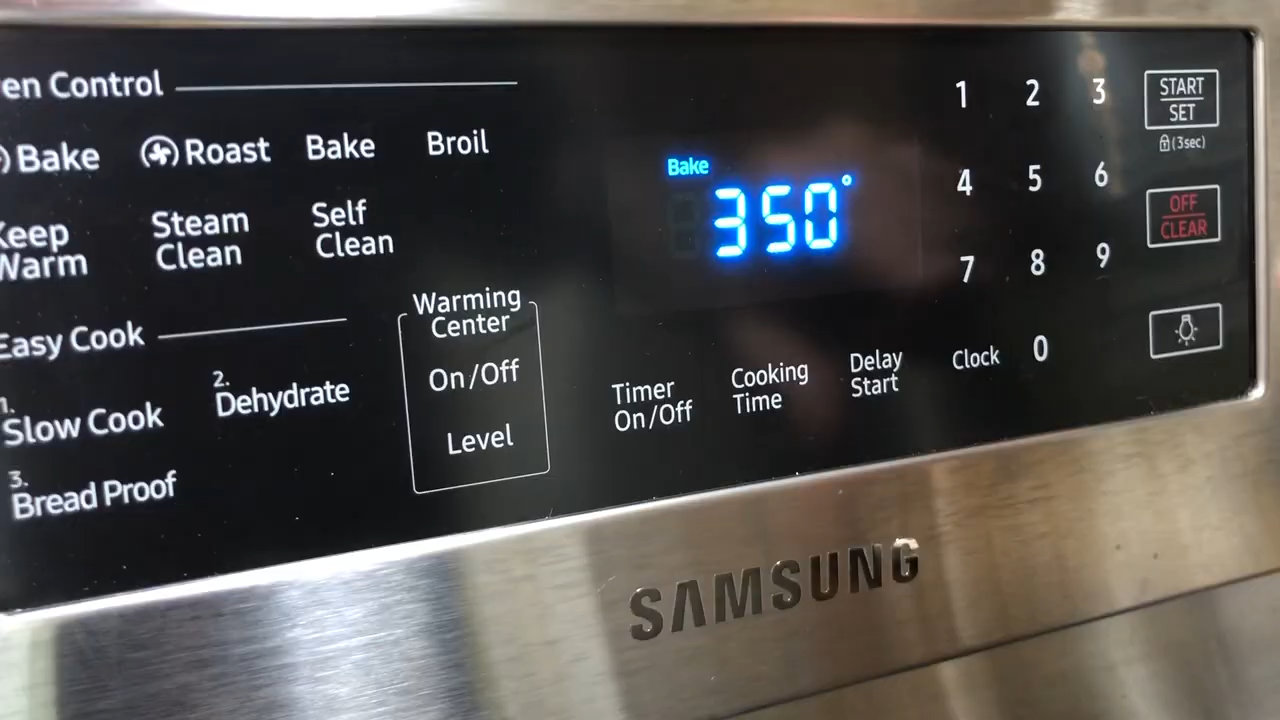 en Control
Bake
Roast
Bake
Broil
Keep
Warm
Steam
Clean
Self
Clean
Easy Cook
1.
Slow Cook
2.
Dehydrate
3.
Bread Proof
Warming
Center
On/Off
Level
Bake
350°
Timer
On/Off
Cooking
Time
Delay
Start
Clock
1 2 3
4 5 6
7 8 9
0
START
SET
(3sec)
OFF
CLEAR
SAMSUNG